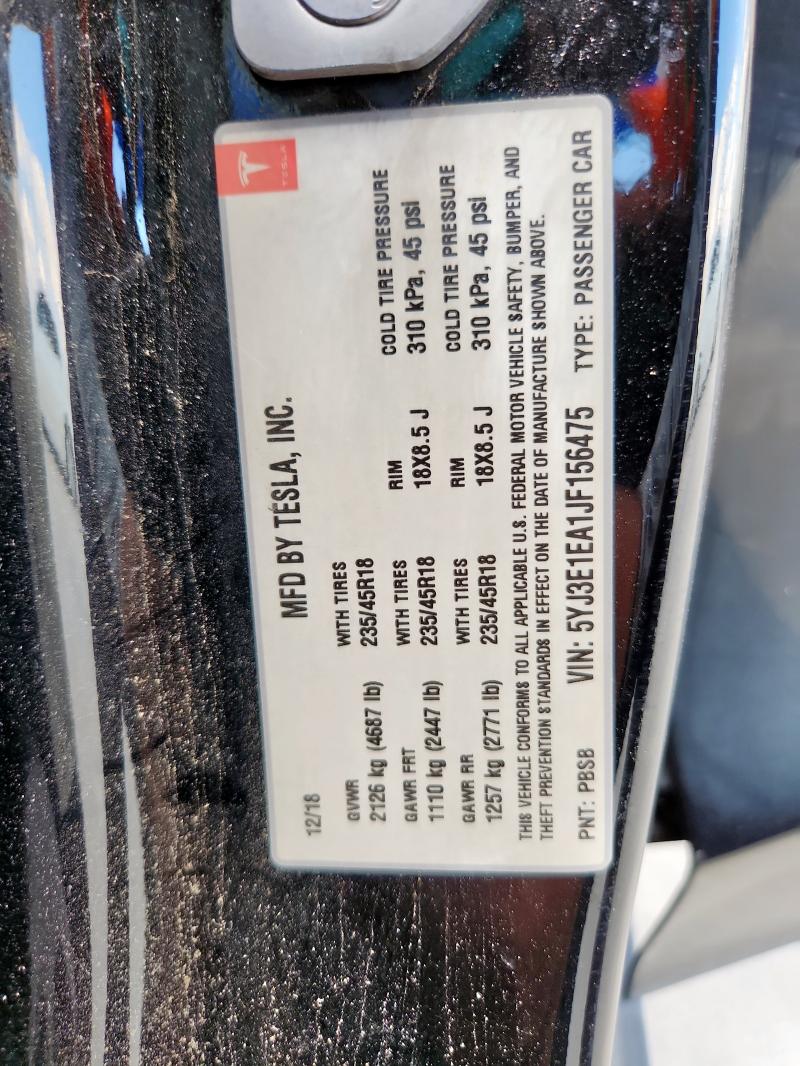 TESLA
MFD BY TESLA, INC.
12/18
GVWR WITH TIRES
2126 kg (4687 lb) 235/45R18
GAWR FRT WITH TIRES RIM COLD TIRE PRESSURE
1110 kg (2447 lb) 235/45R18 18X8.5 J 310 kPa, 45 psi
GAWR RR WITH TIRES RIM COLD TIRE PRESSURE
1257 kg (2771 lb) 235/45R18 18X8.5 J 310 kPa, 45 psi
THIS VEHICLE CONFORMS TO ALL APPLICABLE U.S. FEDERAL MOTOR VEHICLE SAFETY, BUMPER, AND
THEFT PREVENTION STANDARDS IN EFFECT ON THE DATE OF MANUFACTURE SHOWN ABOVE.
PNT: PBSB VIN: 5YJ3E1EA1JF156475 TYPE: PASSENGER CAR